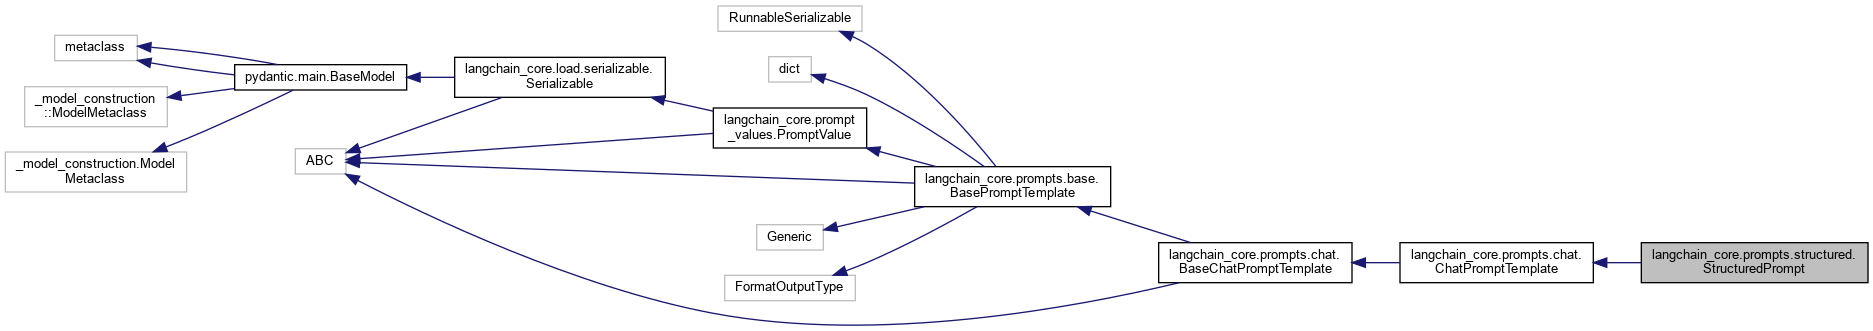 RunnableSerializable
metaclass
dict
langchain_core.load.serializable.
Serializable
pydantic.main.BaseModel
_model_construction
::ModelMetaclass
langchain_core.prompt
_values.PromptValue
ABC
_model_construction.Model
Metaclass
langchain_core.prompts.base.
BasePromptTemplate
Generic
langchain_core.prompts.chat.
BaseChatPromptTemplate
langchain_core.prompts.chat.
ChatPromptTemplate
langchain_core.prompts.structured.
StructuredPrompt
FormatOutputType